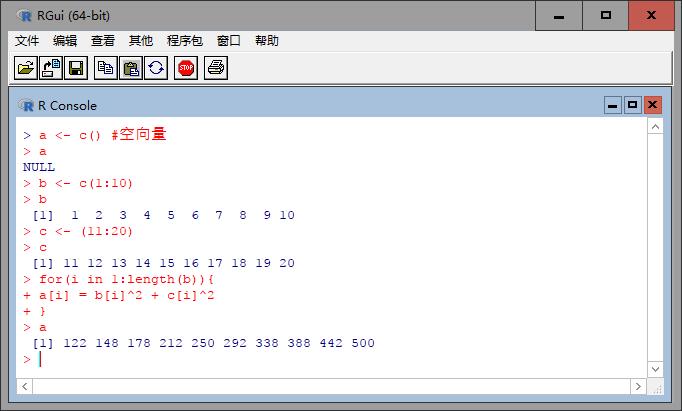 RGui (64-bit)
文件 编辑 查看 其他 程序包 窗口 帮助
STOP
R Console
> a <- c() #空向量
> a
NULL
> b <- c(1:10)
> b
 [1]  1  2  3  4  5  6  7  8  9 10
> c <- (11:20)
> c
 [1] 11 12 13 14 15 16 17 18 19 20
> for(i in 1:length(b)){
+ a[i] = b[i]^2 + c[i]^2
+ }
> a
 [1] 122 148 178 212 250 292 338 388 442 500
>